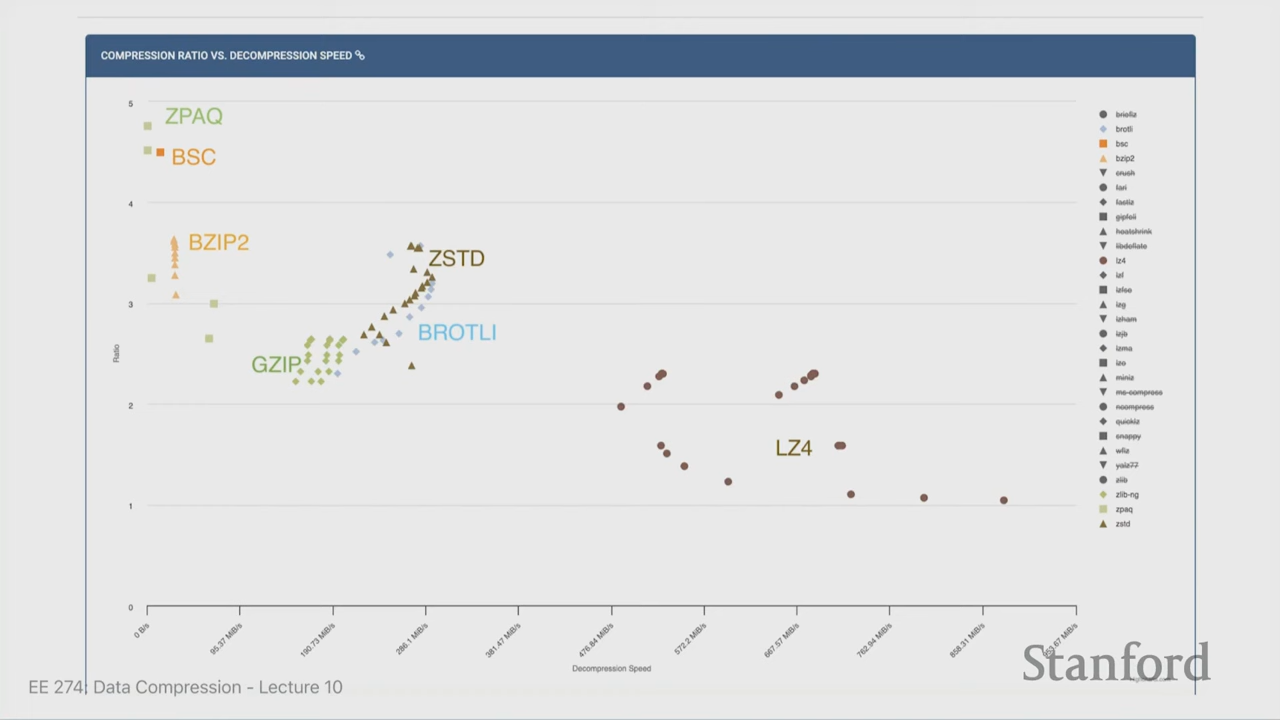 COMPRESSION RATIO VS. DECOMPRESSION SPEED
5
4
3
2
1
0
Ratio
ZPAQ
BSC
BZIP2
ZSTD
BROTLI
GZIP
LZ4
brieflz
brotli
bsc
bzip2
crush
fari
fastlz
gipfeli
heatshrink
libdeflate
lz4
lzf
lzfse
lzg
lzham
lzjb
lzma
lzo
miniz
ms-compress
ncompress
quicklz
snappy
wflz
yalz77
zlib
zlib-ng
zpaq
zstd
0 B/s
95.37 MiB/s
190.73 MiB/s
286.1 MiB/s
381.47 MiB/s
476.84 MiB/s
572.2 MiB/s
667.57 MiB/s
762.94 MiB/s
858.31 MiB/s
Decompression Speed
Stanford
EE 274: Data Compression - Lecture 10